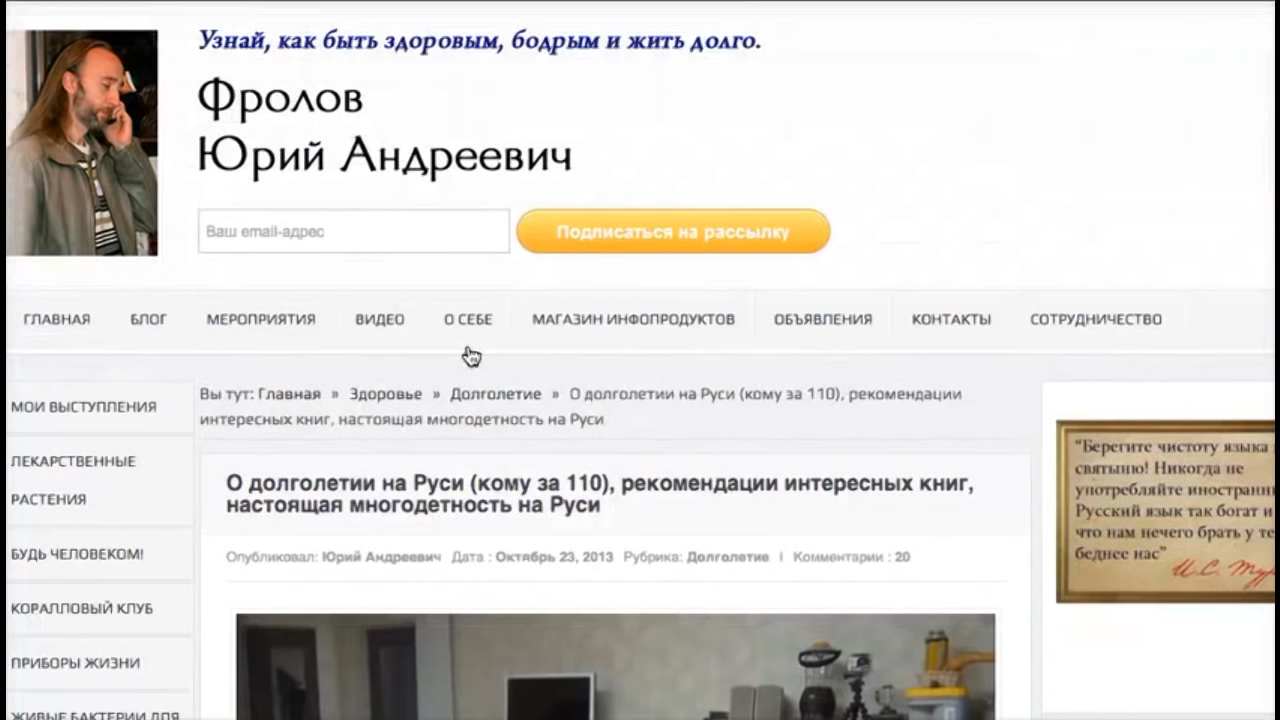 Узнай, как быть здоровым, бодрым и жить долго.
Фролов
Юрий Андреевич
Ваш email-адрес
Подписаться на рассылку
ГЛАВНАЯ БЛОГ МЕРОПРИЯТИЯ ВИДЕО О СЕБЕ МАГАЗИН ИНФОПРОДУКТОВ ОБЪЯВЛЕНИЯ КОНТАКТЫ СОТРУДНИЧЕСТВО
МОИ ВЫСТУПЛЕНИЯ
ЛЕКАРСТВЕННЫЕ
РАСТЕНИЯ
БУДЬ ЧЕЛОВЕКОМ!
КОРАЛЛОВЫЙ КЛУБ
ПРИБОРЫ ЖИЗНИ
ЖИВЫЕ БАКТЕРИИ ДЛЯ
Вы тут: Главная » Здоровье » Долголетие » О долголетии на Руси (кому за 110), рекомендации
интересных книг, настоящая многодетность на Руси
О долголетии на Руси (кому за 110), рекомендации интересных книг,
настоящая многодетность на Руси
Опубликовал: Юрий Андреевич Дата : Октябрь 23, 2013 Рубрика: Долголетие | Комментарии : 20
"Берегите чистоту языка
святыню! Никогда не
употребляйте иностранн
Русский язык так богат и
что нам нечего брать у те
беднее нас"
И.С. Тур